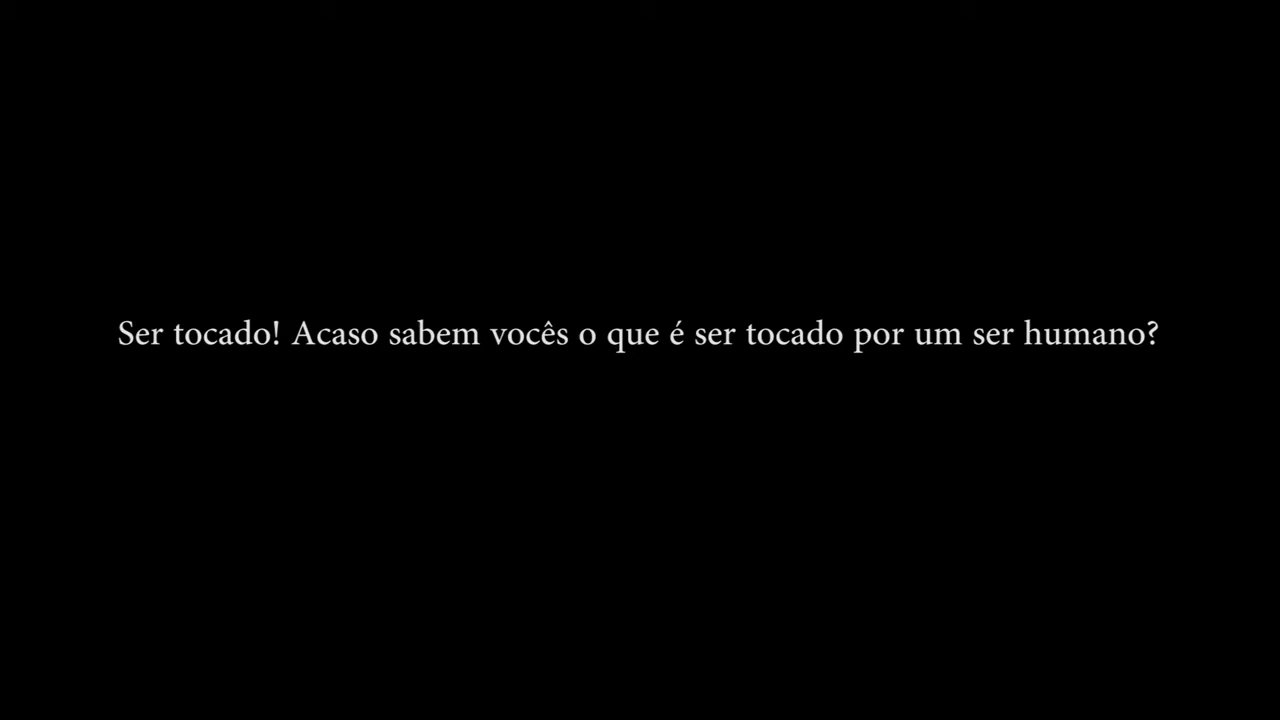 Ser tocado! Acaso sabem vocês o que é ser tocado por um ser humano?